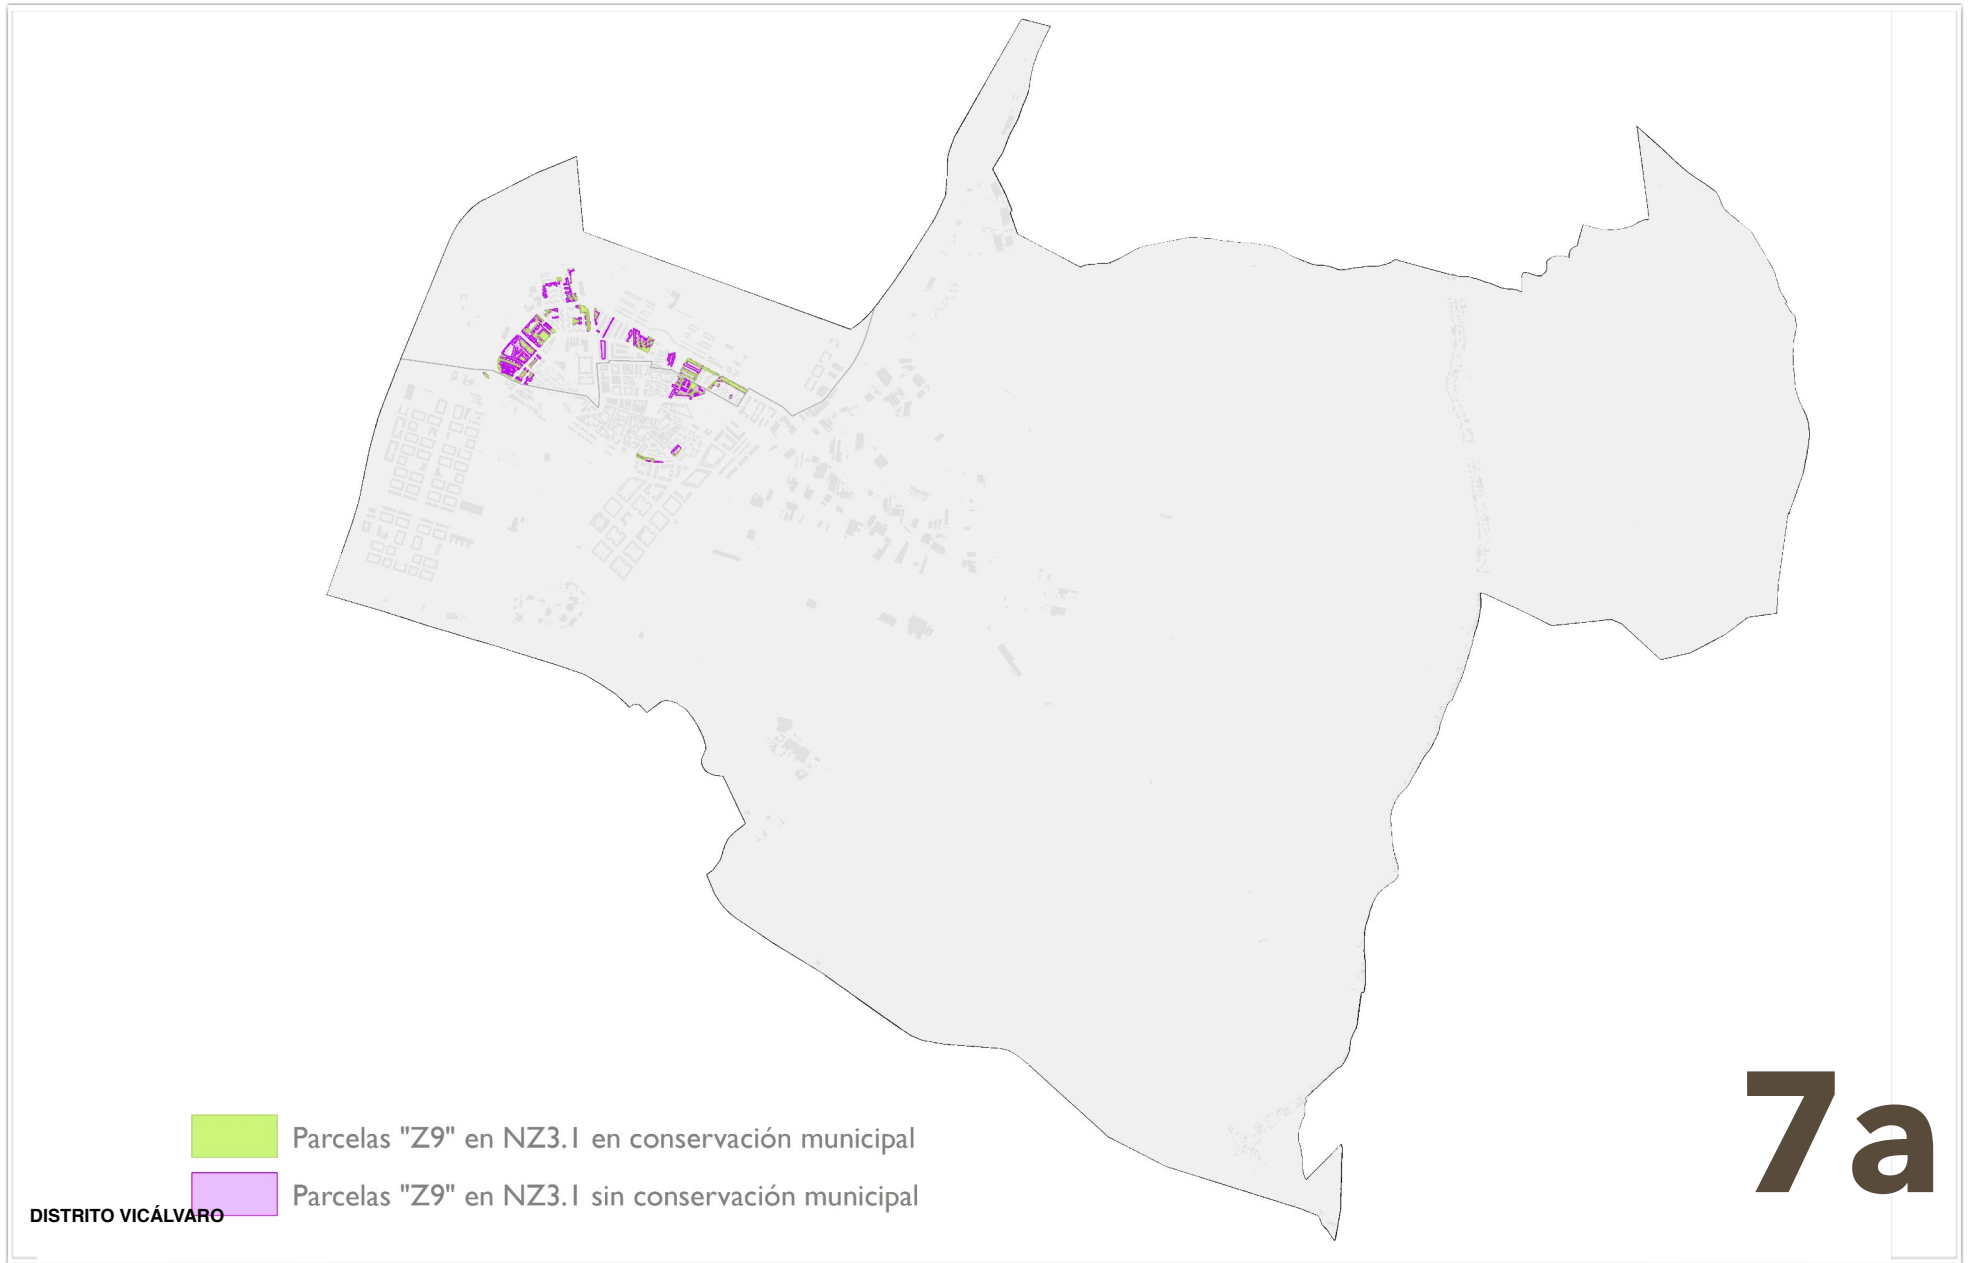 Parcelas "Z9" en NZ3.1 en conservación municipal
Parcelas "Z9" en NZ3.1 sin conservación municipal
DISTRITO VICÁLVARO
7a